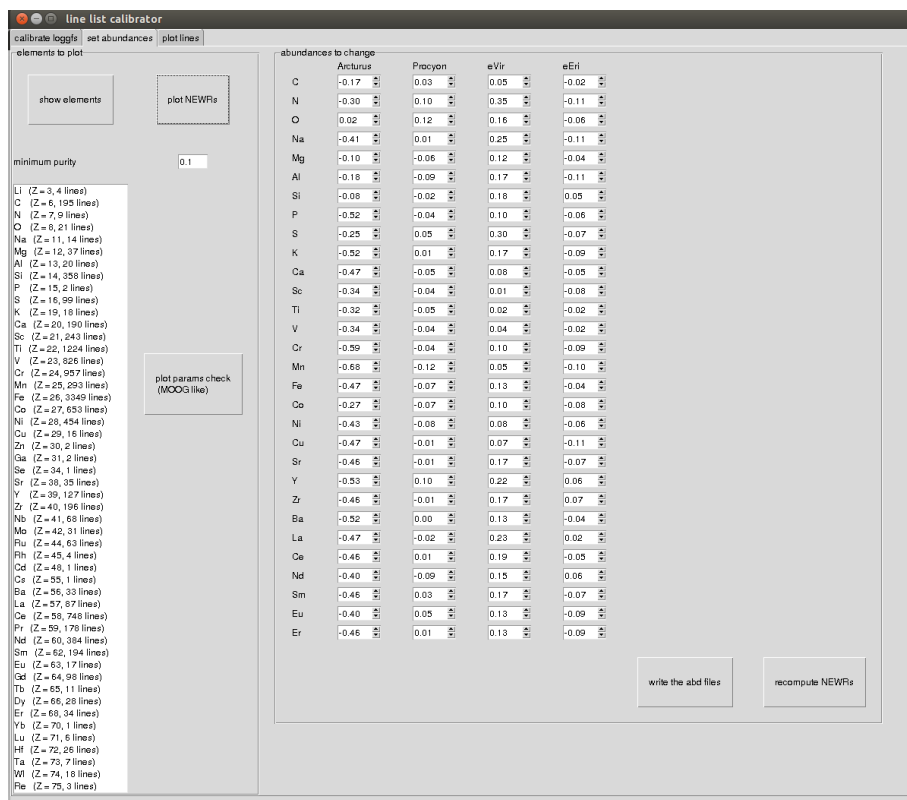 line list calibrator
calibrate loggfs set abundances plot lines
elements to plot
show elements
plot NEWRs
minimum purity 0.1
Li (Z=3, 4 lines)
C (Z=6, 195 lines)
N (Z=7, 9 lines)
O (Z=8, 21 lines)
Na (Z=11, 14 lines)
Mg (Z=12, 37 lines)
Al (Z=13, 20 lines)
Si (Z=14, 358 lines)
P (Z=15, 2 lines)
S (Z=16, 99 lines)
K (Z=19, 18 lines)
Ca (Z=20, 190 lines)
Sc (Z=21, 243 lines)
Ti (Z=22, 1224 lines)
V (Z=23, 826 lines)
Cr (Z=24, 957 lines)
Mn (Z=25, 293 lines)
Fe (Z=26, 3349 lines)
Co (Z=27, 653 lines)
Ni (Z=28, 454 lines)
Cu (Z=29, 16 lines)
Zn (Z=30, 2 lines)
Ga (Z=31, 2 lines)
Se (Z=34, 1 lines)
Sr (Z=38, 35 lines)
Y (Z=39, 127 lines)
Zr (Z=40, 196 lines)
Nb (Z=41, 68 lines)
Mo (Z=42, 31 lines)
Ru (Z=44, 63 lines)
Rh (Z=45, 4 lines)
Cd (Z=48, 1 lines)
Cs (Z=55, 1 lines)
Ba (Z=56, 33 lines)
La (Z=57, 87 lines)
Ce (Z=58, 748 lines)
Pr (Z=59, 178 lines)
Nd (Z=60, 384 lines)
Sm (Z=62, 194 lines)
Eu (Z=63, 17 lines)
Gd (Z=64, 98 lines)
Tb (Z=65, 11 lines)
Dy (Z=66, 28 lines)
Er (Z=68, 34 lines)
Yb (Z=70, 1 lines)
Lu (Z=71, 6 lines)
Hf (Z=72, 26 lines)
Ta (Z=73, 7 lines)
Wl (Z=74, 18 lines)
Re (Z=75, 3 lines)
plot params check
(MOOG like)
abundances to change
Arcturus Procyon eVir eEri
C -0.17 0.03 0.05 -0.02
N -0.30 0.10 0.35 -0.11
O 0.02 0.12 0.16 -0.06
Na -0.41 0.01 0.25 -0.11
Mg -0.10 -0.06 0.12 -0.04
Al -0.18 -0.09 0.17 -0.11
Si -0.08 -0.02 0.18 0.05
P -0.52 -0.04 0.10 -0.06
S -0.25 0.05 0.30 -0.07
K -0.52 0.01 0.17 -0.09
Ca -0.47 -0.05 0.08 -0.05
Sc -0.34 -0.04 0.01 -0.08
Ti -0.32 -0.05 0.02 -0.02
V -0.34 -0.04 0.04 -0.02
Cr -0.59 -0.04 0.10 -0.09
Mn -0.68 -0.12 0.05 -0.10
Fe -0.47 -0.07 0.13 -0.04
Co -0.27 -0.07 0.10 -0.08
Ni -0.43 -0.08 0.08 -0.06
Cu -0.47 -0.01 0.07 -0.11
Sr -0.46 -0.01 0.17 -0.07
Y -0.53 0.10 0.22 0.06
Zr -0.46 -0.01 0.17 0.07
Ba -0.52 0.00 0.13 -0.04
La -0.47 -0.02 0.23 0.02
Ce -0.46 0.01 0.19 -0.05
Nd -0.40 -0.09 0.15 0.06
Sm -0.46 0.03 0.17 -0.07
Eu -0.40 0.05 0.13 -0.09
Er -0.46 0.01 0.13 -0.09
write the abd files
recompute NEWRs